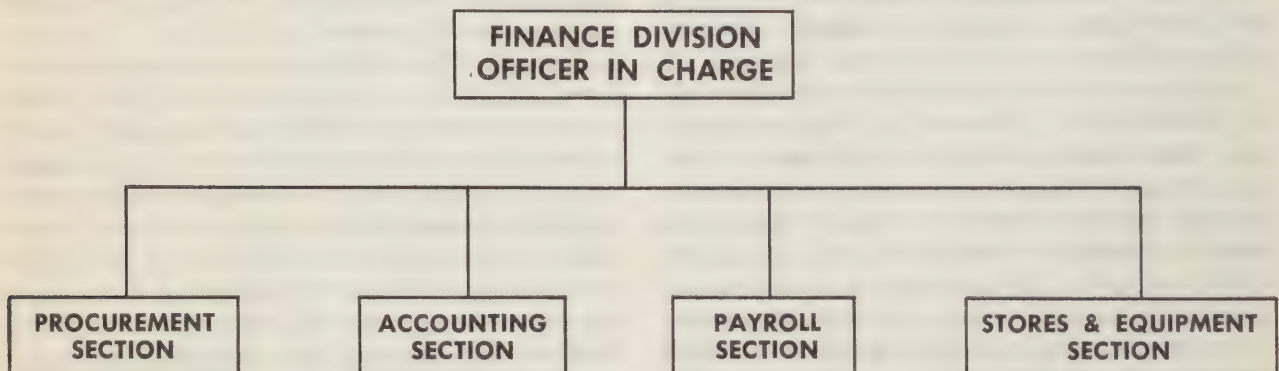 FINANCE DIVISION
OFFICER IN CHARGE
PROCUREMENT
SECTION
ACCOUNTING
SECTION
PAYROLL
SECTION
STORES & EQUIPMENT
SECTION